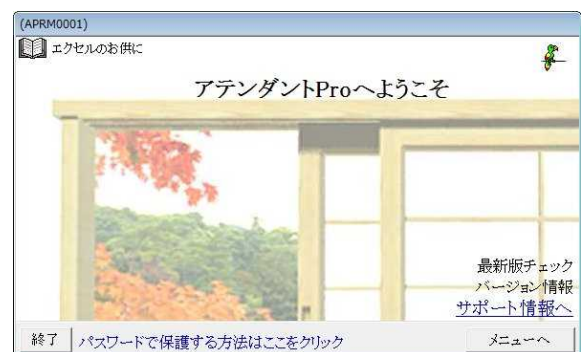 (APRM0001)
エクセルのお供に
アテンダントProへようこそ
最新版チェック
バージョン情報
サポート情報へ
終了
パスワードで保護する方法はここをクリック
メニューへ